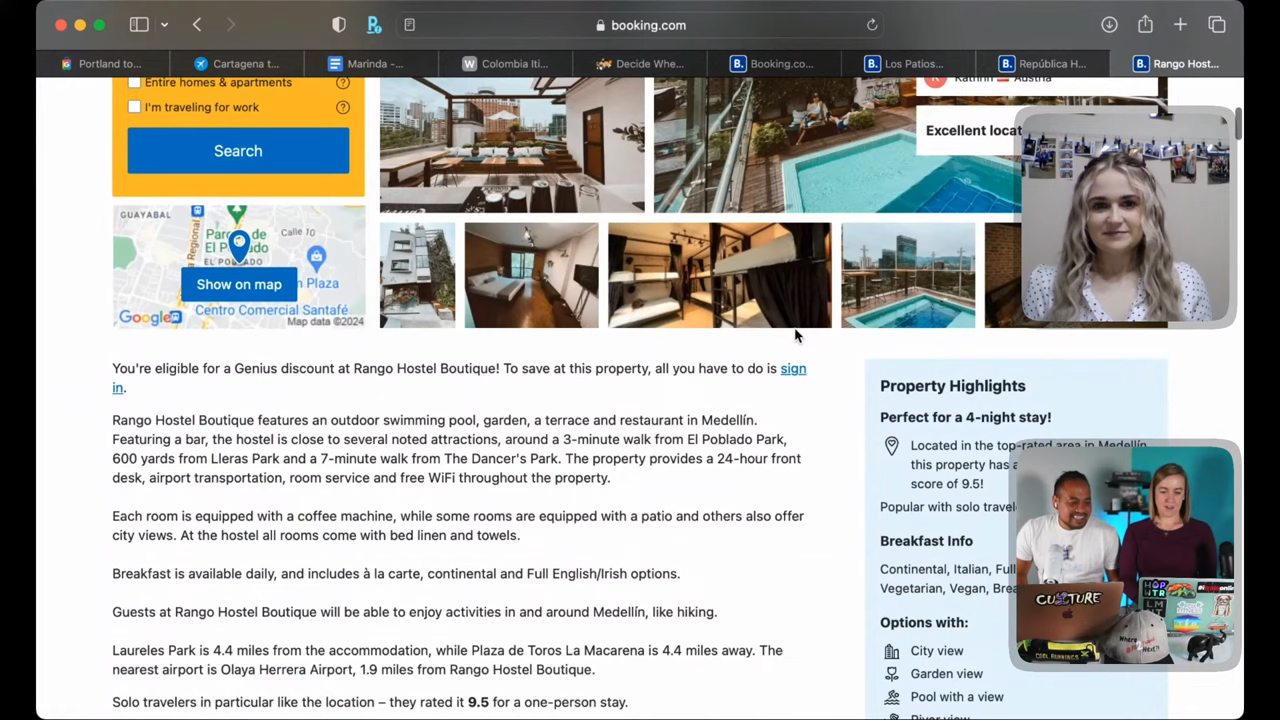 booking.com
Portland to...
Cartagena t...
Marinda -...
Colombia Iti...
Decide Whe...
Booking.co...
Los Patios...
República H...
Rango Host...
Entire homes & apartments
I'm traveling for work
Search
GUAYABAL
Calle 10
EL POBLADO
Plaza
Centro Comercial Santafé
Show on map
Google
Map data ©2024
Austria
Excellent locat
You're eligible for a Genius discount at Rango Hostel Boutique! To save at this property, all you have to do is sign
in.
Rango Hostel Boutique features an outdoor swimming pool, garden, a terrace and restaurant in Medellín.
Featuring a bar, the hostel is close to several noted attractions, around a 3-minute walk from El Poblado Park,
600 yards from Lleras Park and a 7-minute walk from The Dancer's Park. The property provides a 24-hour front
desk, airport transportation, room service and free WiFi throughout the property.
Each room is equipped with a coffee machine, while some rooms are equipped with a patio and others also offer
city views. At the hostel all rooms come with bed linen and towels.
Breakfast is available daily, and includes à la carte, continental and Full English/Irish options.
Guests at Rango Hostel Boutique will be able to enjoy activities in and around Medellín, like hiking.
Laureles Park is 4.4 miles from the accommodation, while Plaza de Toros La Macarena is 4.4 miles away. The
nearest airport is Olaya Herrera Airport, 1.9 miles from Rango Hostel Boutique.
Solo travelers in particular like the location – they rated it 9.5 for a one-person stay.
Property Highlights
Perfect for a 4-night stay!
Located in the top-rated area in Medellín,
this property has a
score of 9.5!
Popular with solo travel
Breakfast Info
Continental, Italian, Full
Vegetarian, Vegan, Brea
Options with:
City view
Garden view
Pool with a view
River view
CULTURE
COOL RUNNINGS